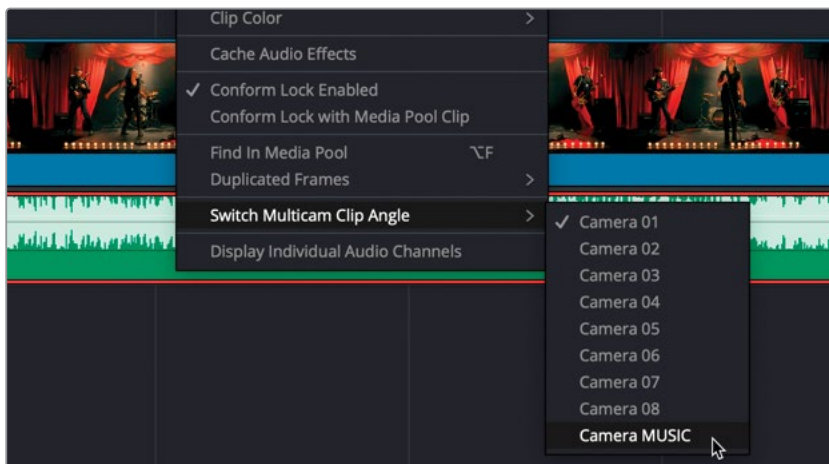 Clip Color >
Cache Audio Effects
✓ Conform Lock Enabled
Conform Lock with Media Pool Clip
Find In Media Pool ⌥F
Duplicated Frames >
Switch Multicam Clip Angle >
Display Individual Audio Channels
✓ Camera 01
Camera 02
Camera 03
Camera 04
Camera 05
Camera 06
Camera 07
Camera 08
Camera MUSIC